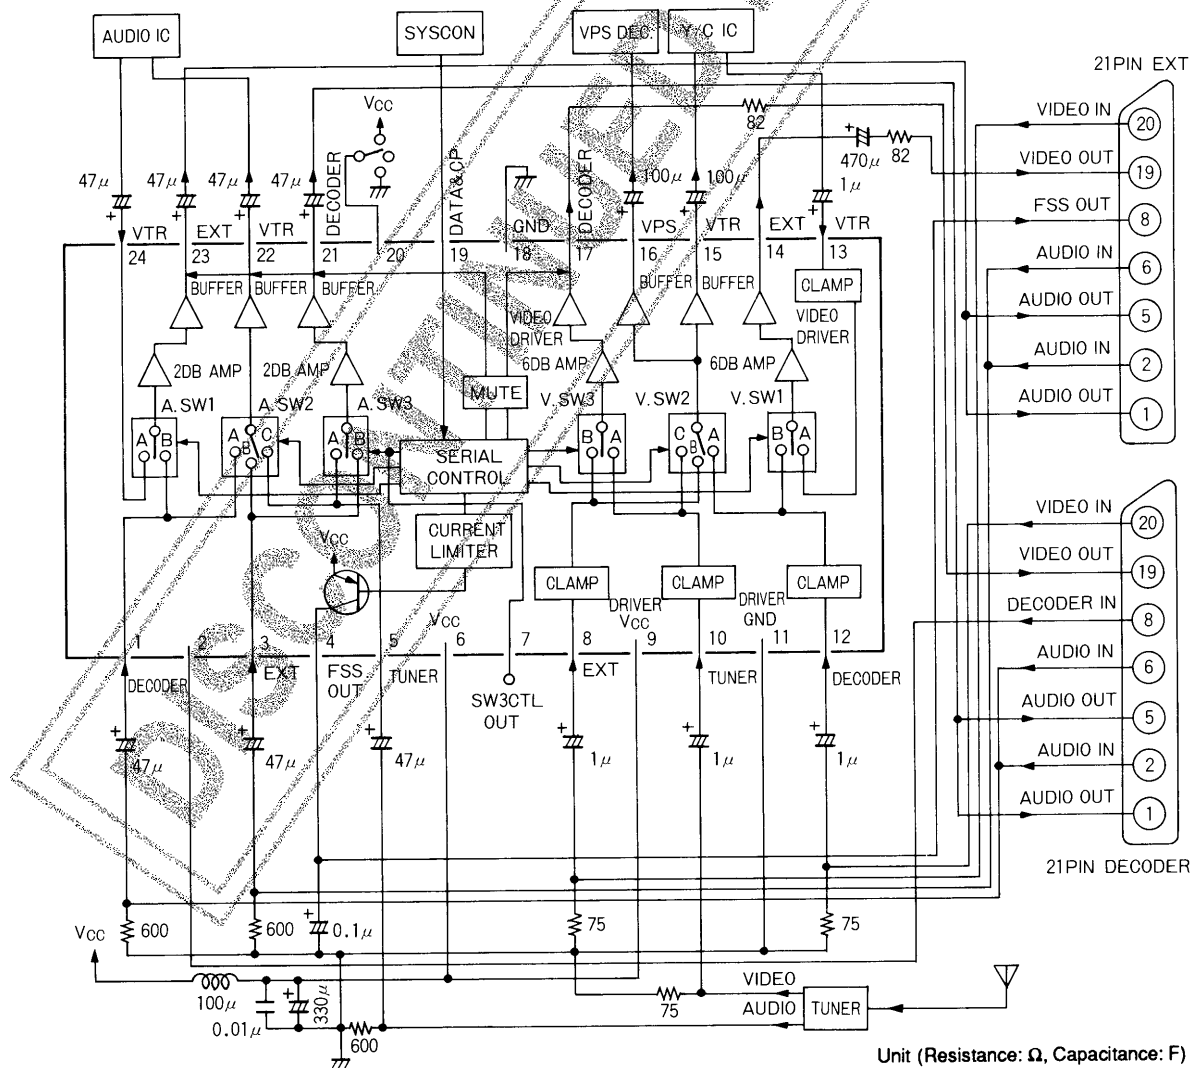 AUDIO IC
SYSCON
VPS DEC.
Y/C IC
21PIN EXT
VCC
82
VIDEO IN
20
470μ
82
VIDEO OUT
19
47μ
47μ
47μ
47μ
DECODER
DATA&CP
GND
DECODER
100μ
100μ
1μ
FSS OUT
8
VTR
EXT
VTR
VPS
VTR
EXT
VTR
24
23
22
21
20
19
18
17
16
15
14
13
AUDIO IN
6
BUFFER
BUFFER
BUFFER
BUFFER
BUFFER
CLAMP
AUDIO OUT
5
VIDEO DRIVER
VIDEO DRIVER
2DB AMP
2DB AMP
6DB AMP
6DB AMP
AUDIO IN
2
MUTE
A.SW1
A.SW2
A.SW3
V.SW3
V.SW2
V.SW1
AUDIO OUT
1
A B
A B C
A B
B A
C B A
B A
SERIAL CONTROL
CURRENT LIMITER
VCC
VIDEO IN
20
VIDEO OUT
19
CLAMP
CLAMP
CLAMP
DRIVER VCC
DRIVER GND
VCC
DECODER IN
8
1
2
3
4
5
6
7
8
9
10
11
12
DECODER
EXT
FSS OUT
TUNER
SW3CTL OUT
EXT
TUNER
DECODER
AUDIO IN
6
AUDIO OUT
5
47μ
47μ
47μ
1μ
1μ
1μ
AUDIO IN
2
AUDIO OUT
1
21PIN DECODER
VCC
600
600
0.1μ
75
75
100μ
0.01μ
330μ
600
75
VIDEO
AUDIO
TUNER
Unit (Resistance: Ω, Capacitance: F)
DISCONTINUED